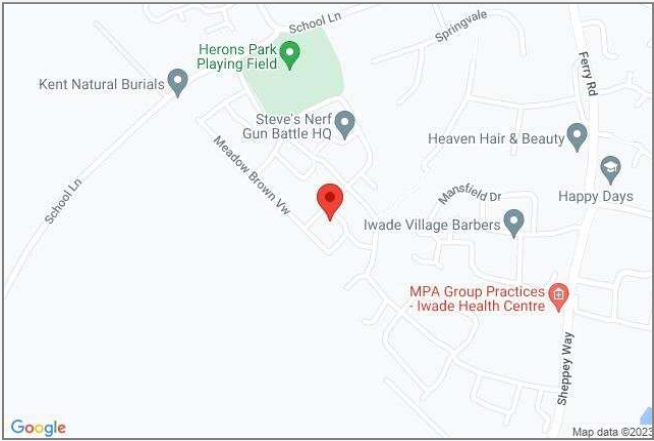 School Ln
Springvale
Herons Park
Playing Field
Ferry Rd
Kent Natural Burials
Steve's Nerf
Gun Battle HQ
Heaven Hair & Beauty
Meadow Brown Vw
School Ln
Mansfield Dr
Happy Days
Iwade Village Barbers
MPA Group Practices
- Iwade Health Centre
Sheppey Way
Google
Map data ©2023